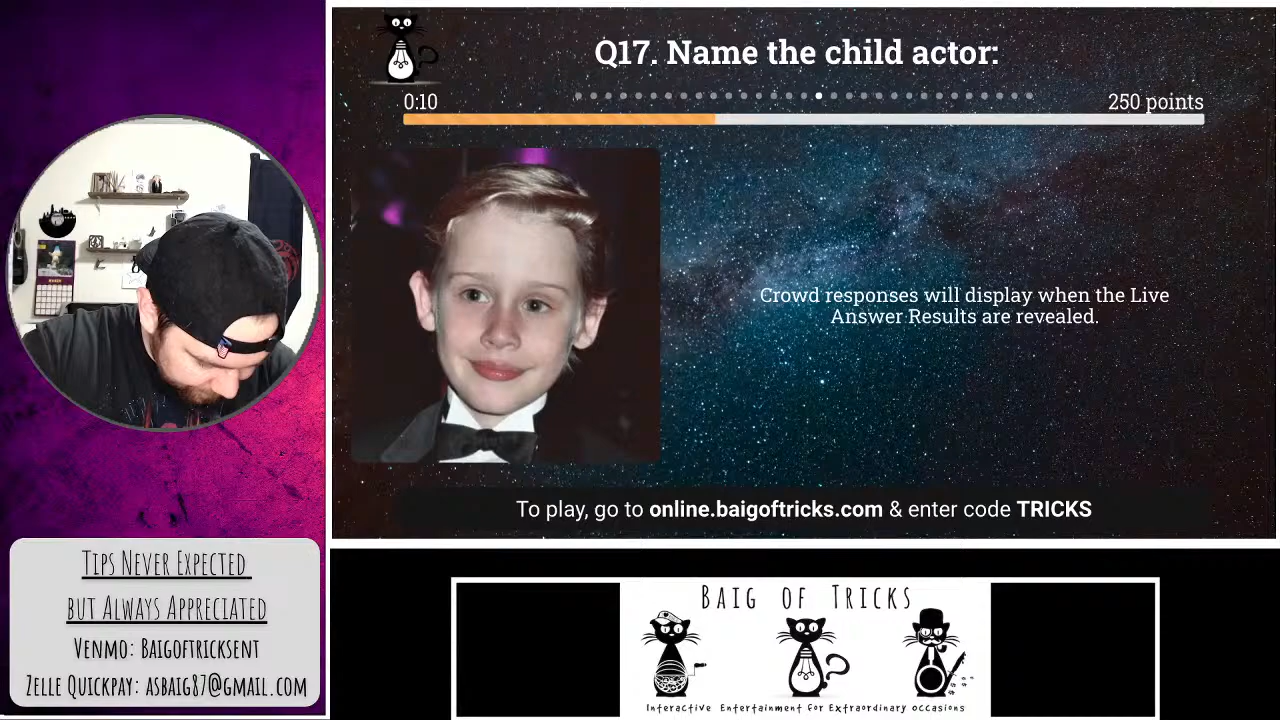 Q17. Name the child actor:
0:10
250 points
Crowd responses will display when the Live
Answer Results are revealed.
To play, go to online.baigoftricks.com & enter code TRICKS
Tips Never Expected
but Always Appreciated
Venmo: Baigoftricksent
Zelle Quickpay: asbaig87@gmail.com
Baig of Tricks
Interactive Entertainment for Extraordinary Occasions